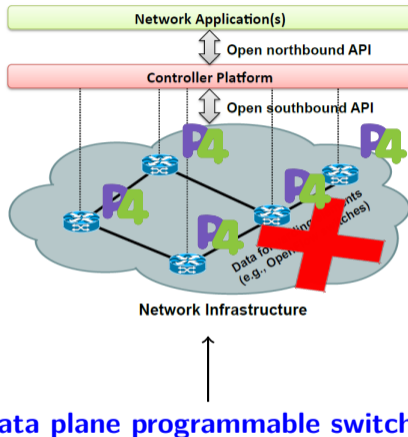 Network Application(s)
Open northbound API
Controller Platform
Open southbound API
P4
P4
P4
P4
P4
Data
(e.g.,
Network Infrastructure
ata plane programmable switch